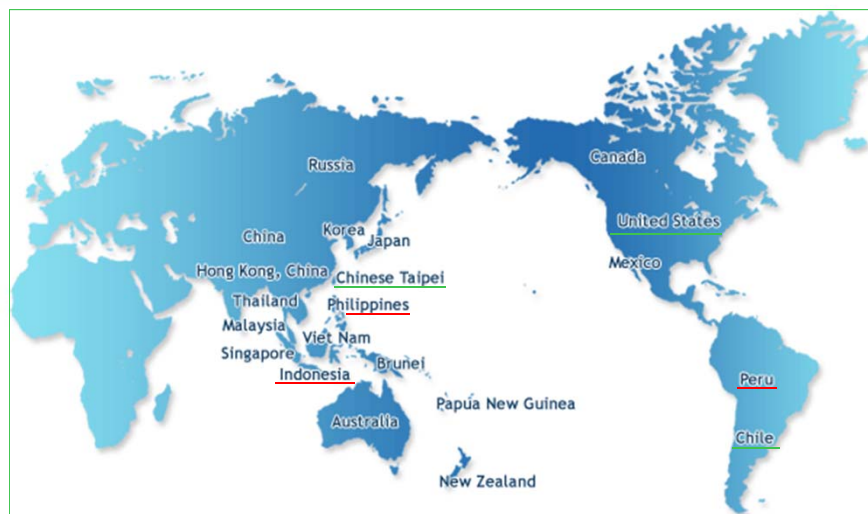 Russia
Canada
United States
Korea
China
Japan
Mexico
Hong Kong, China
Chinese Taipei
Thailand
Philippines
Malaysia
Viet Nam
Singapore
Brunei
Indonesia
Peru
Papua New Guinea
Australia
Chile
New Zealand